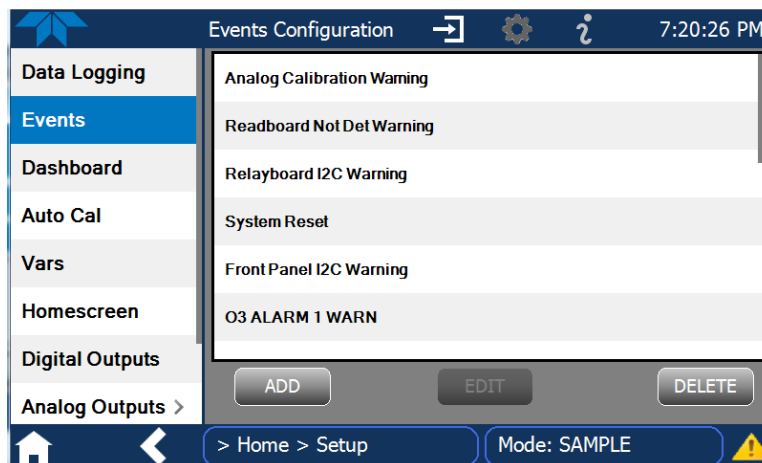 Events Configuration
7:20:26 PM
Data Logging
Events
Dashboard
Auto Cal
Vars
Homescreen
Digital Outputs
Analog Outputs >
Analog Calibration Warning
Readboard Not Det Warning
Relayboard I2C Warning
System Reset
Front Panel I2C Warning
O3 ALARM 1 WARN
ADD
EDIT
DELETE
> Home > Setup
Mode: SAMPLE